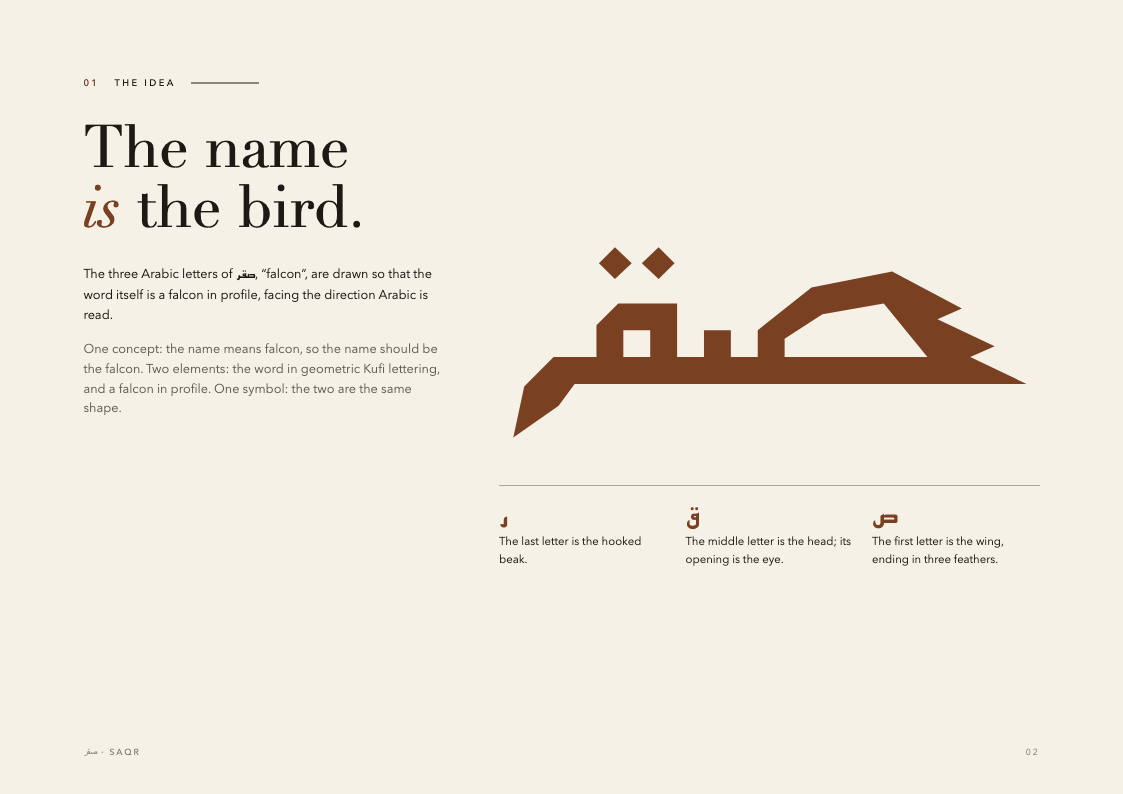 01 THE IDEA
The name
is the bird.
The three Arabic letters of صقر, “falcon”, are drawn so that the
word itself is a falcon in profile, facing the direction Arabic is
read.
One concept: the name means falcon, so the name should be
the falcon. Two elements: the word in geometric Kufi lettering,
and a falcon in profile. One symbol: the two are the same
shape.
صقر
ر
The last letter is the hooked
beak.
ق
The middle letter is the head; its
opening is the eye.
ص
The first letter is the wing,
ending in three feathers.
صقر · SAQR
02